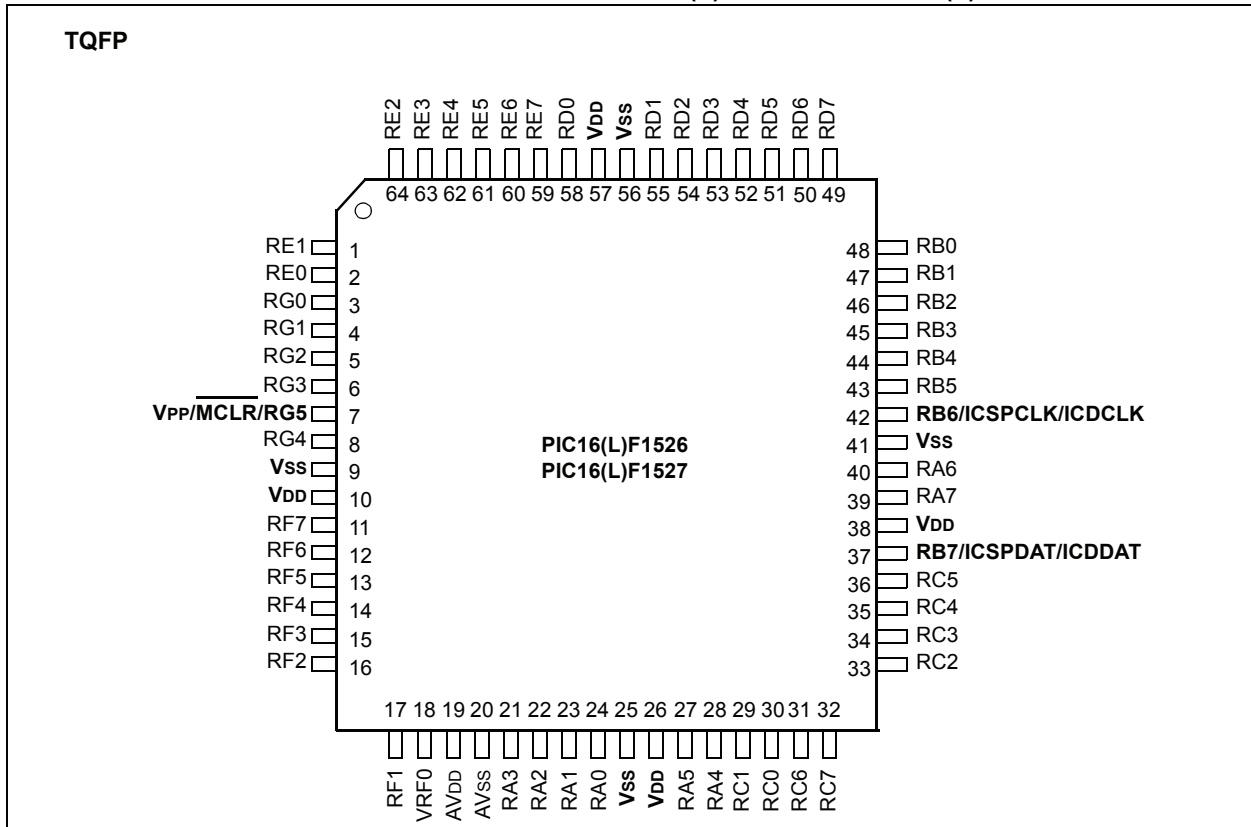 TQFP
RE2 RE3 RE4 RE5 RE6 RE7 RD0 VDD VSS RD1 RD2 RD3 RD4 RD5 RD6 RD7
64 63 62 61 60 59 58 57 56 55 54 53 52 51 50 49
RE1 1 48 RB0
RE0 2 47 RB1
RG0 3 46 RB2
RG1 4 45 RB3
RG2 5 44 RB4
RG3 6 43 RB5
VPP/MCLR/RG5 7 42 RB6/ICSPCLK/ICDCLK
RG4 8 41 VSS
PIC16(L)F1526
VSS 9 40 RA6
PIC16(L)F1527
VDD 10 39 RA7
RF7 11 38 VDD
RF6 12 37 RB7/ICSPDAT/ICDDAT
RF5 13 36 RC5
RF4 14 35 RC4
RF3 15 34 RC3
RF2 16 33 RC2
17 18 19 20 21 22 23 24 25 26 27 28 29 30 31 32
RF1 VRF0 AVDD AVSS RA3 RA2 RA1 RA0 VSS VDD RA5 RA4 RC1 RC0 RC6 RC7